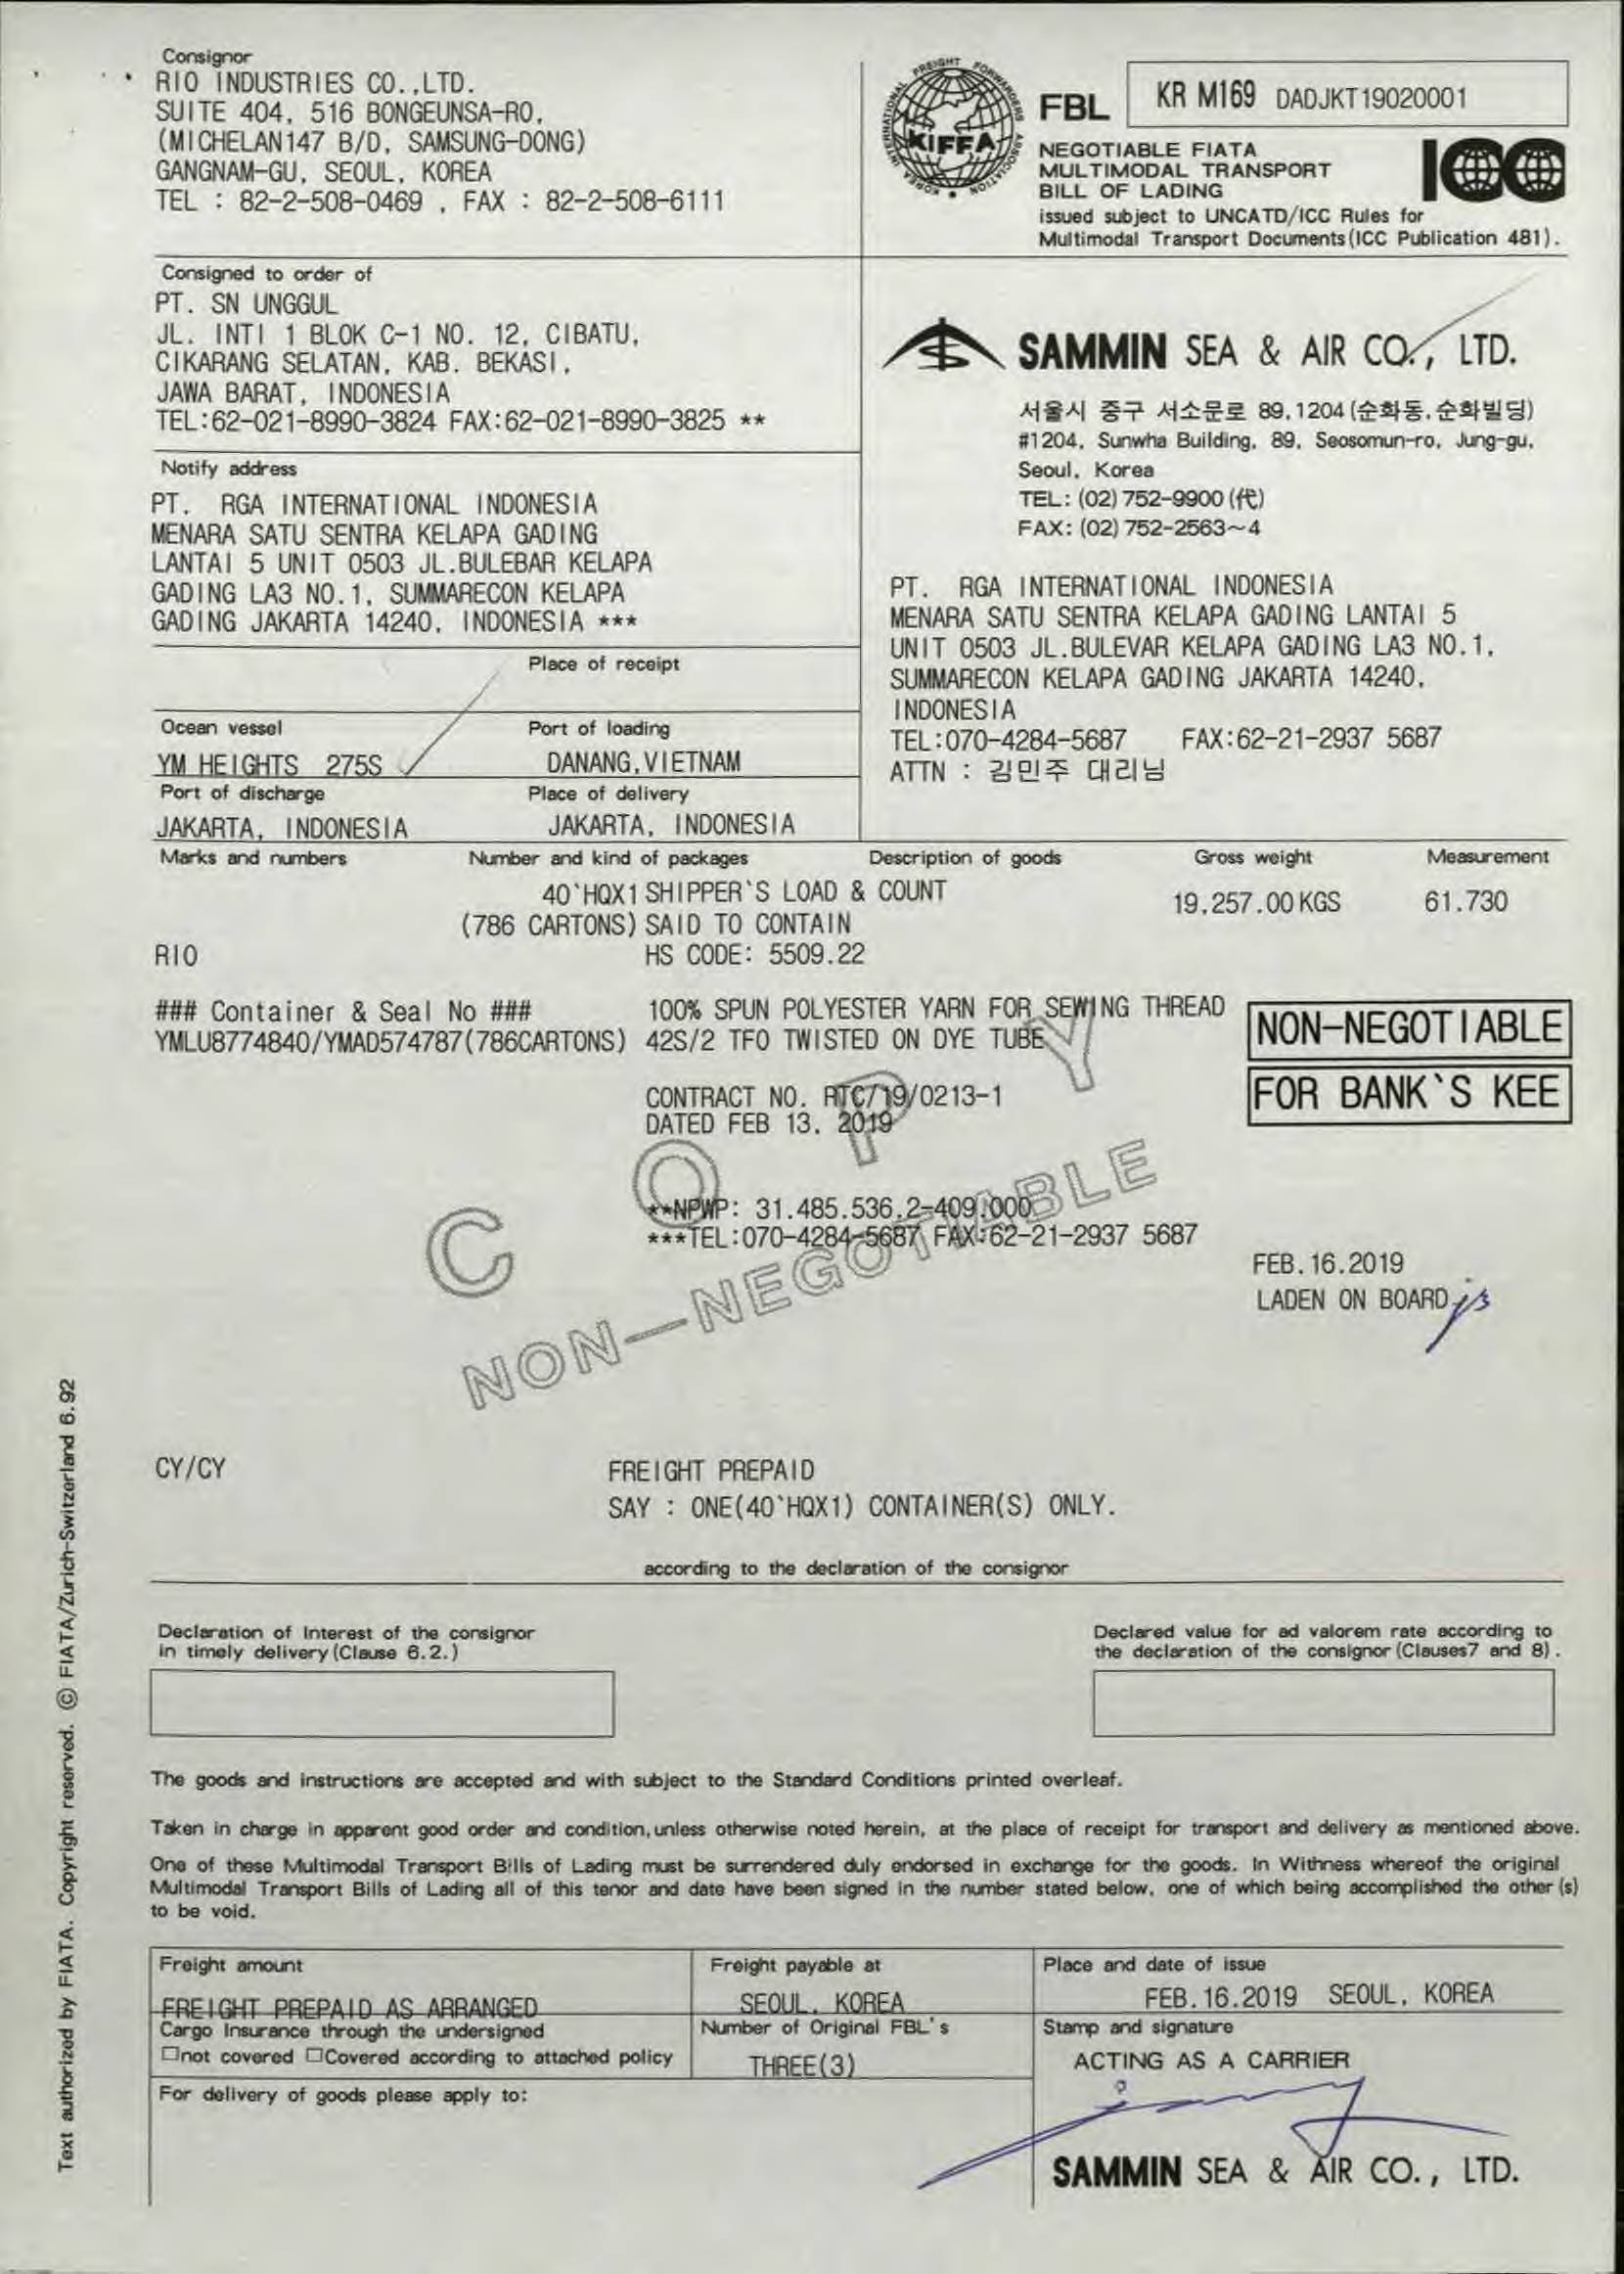 Consignor
RIO INDUSTRIES CO.,LTD.
SUITE 404, 516 BONGEUNSA-RO,
(MICHELAN147 B/D, SAMSUNG-DONG)
GANGNAM-GU, SEOUL, KOREA
TEL : 82-2-508-0469 , FAX : 82-2-508-6111
KOREA INTERNATIONAL FREIGHT FORWARDERS ASSOCIATION
KIFFA
FBL
KR M169 DADJKT19020001
NEGOTIABLE FIATA
MULTIMODAL TRANSPORT
BILL OF LADING
ICC
issued subject to UNCATD/ICC Rules for
Multimodal Transport Documents(ICC Publication 481).
Consigned to order of
PT. SN UNGGUL
JL. INTI 1 BLOK C-1 NO. 12, CIBATU,
CIKARANG SELATAN, KAB. BEKASI,
JAWA BARAT, INDONESIA
TEL:62-021-8990-3824 FAX:62-021-8990-3825 **
SAMMIN SEA & AIR CO., LTD.
서울시 중구 서소문로 89,1204(순화동,순화빌딩)
#1204, Sunwha Building, 89, Seosomun-ro, Jung-gu,
Seoul, Korea
TEL: (02) 752-9900 (代)
FAX: (02) 752-2563~4
Notify address
PT. RGA INTERNATIONAL INDONESIA
MENARA SATU SENTRA KELAPA GADING
LANTAI 5 UNIT 0503 JL.BULEBAR KELAPA
GADING LA3 NO.1, SUMMARECON KELAPA
GADING JAKARTA 14240, INDONESIA ***
PT. RGA INTERNATIONAL INDONESIA
MENARA SATU SENTRA KELAPA GADING LANTAI 5
UNIT 0503 JL.BULEVAR KELAPA GADING LA3 NO.1,
SUMMARECON KELAPA GADING JAKARTA 14240,
INDONESIA
TEL:070-4284-5687 FAX:62-21-2937 5687
ATTN : 김민주 대리님
Place of receipt
Ocean vessel Port of loading
YM HEIGHTS 275S DANANG,VIETNAM
Port of discharge Place of delivery
JAKARTA, INDONESIA JAKARTA, INDONESIA
Marks and numbers Number and kind of packages Description of goods Gross weight Measurement
40`HQX1 SHIPPER`S LOAD & COUNT 19,257.00 KGS 61.730
(786 CARTONS) SAID TO CONTAIN
RIO HS CODE: 5509.22
### Container & Seal No ### 100% SPUN POLYESTER YARN FOR SEWING THREAD
YMLU8774840/YMAD574787(786CARTONS) 42S/2 TFO TWISTED ON DYE TUBE
NON-NEGOTIABLE
FOR BANK`S KEE
CONTRACT NO. RTC/19/0213-1
DATED FEB 13, 2019
COPY
NON-NEGOTIABLE
**NPWP: 31.485.536.2-409.000
***TEL:070-4284-5687 FAX:62-21-2937 5687
FEB.16.2019
LADEN ON BOARD
CY/CY FREIGHT PREPAID
SAY : ONE(40`HQX1) CONTAINER(S) ONLY.
according to the declaration of the consignor
Declaration of Interest of the consignor
in timely delivery(Clause 6.2.)
Declared value for ad valorem rate according to
the declaration of the consignor(Clauses7 and 8).
The goods and instructions are accepted and with subject to the Standard Conditions printed overleaf.
Taken in charge in apparent good order and condition,unless otherwise noted herein, at the place of receipt for transport and delivery as mentioned above.
One of these Multimodal Transport Bills of Lading must be surrendered duly endorsed in exchange for the goods. In Withness whereof the original
Multimodal Transport Bills of Lading all of this tenor and date have been signed in the number stated below, one of which being accomplished the other(s)
to be void.
Freight amount Freight payable at Place and date of issue
FREIGHT PREPAID AS ARRANGED SEOUL, KOREA FEB.16.2019 SEOUL, KOREA
Cargo Insurance through the undersigned Number of Original FBL's Stamp and signature
□not covered □Covered according to attached policy THREE(3) ACTING AS A CARRIER
For delivery of goods please apply to:
SAMMIN SEA & AIR CO., LTD.
Text authorized by FIATA. Copyright reserved. © FIATA/Zurich-Switzerland 6.92